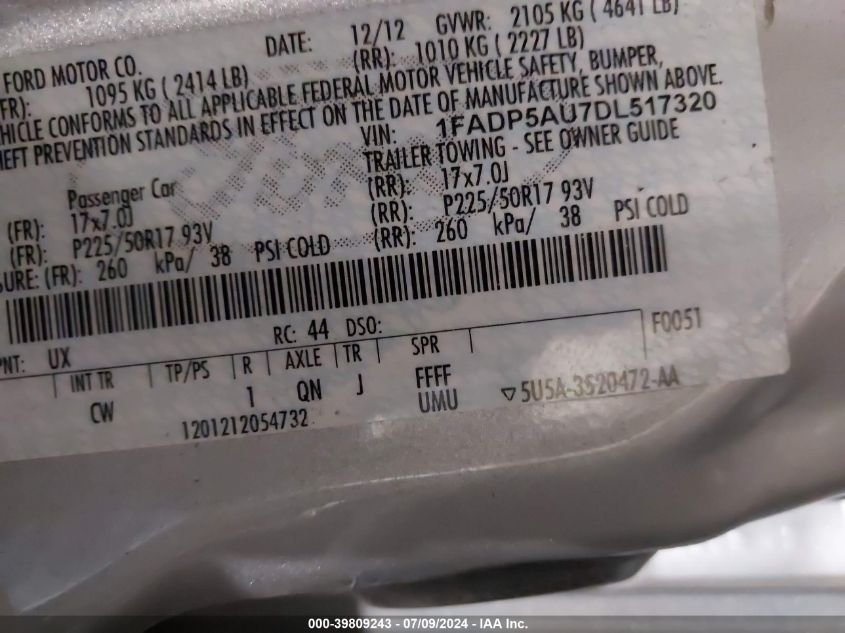 FORD MOTOR CO. DATE: 12/12 GVWR: 2105 KG ( 4641 LB)
FR): 1095 KG ( 2414 LB) (RR): 1010 KG ( 2227 LB)
HICLE CONFORMS TO ALL APPLICABLE FEDERAL MOTOR VEHICLE SAFETY, BUMPER,
HEFT PREVENTION STANDARDS IN EFFECT ON THE DATE OF MANUFACTURE SHOWN ABOVE.
VIN: 1FADP5AU7DL517320
TRAILER TOWING - SEE OWNER GUIDE
Passenger Car
(FR): 17x7.0J (RR): 17x7.0J
(FR): P225/50R17 93V (RR): P225/50R17 93V
SURE: (FR): 260 kPa/ 38 PSI COLD (RR): 260 kPa/ 38 PSI COLD
RC: 44 DSO: F0051
PNT: UX
INT TR TP/PS R AXLE TR SPR
CW 1 QN J FFFF
UMU
1201212054732 ▽5U5A-3S20472-AA
000-39809243 - 07/09/2024 - IAA Inc.